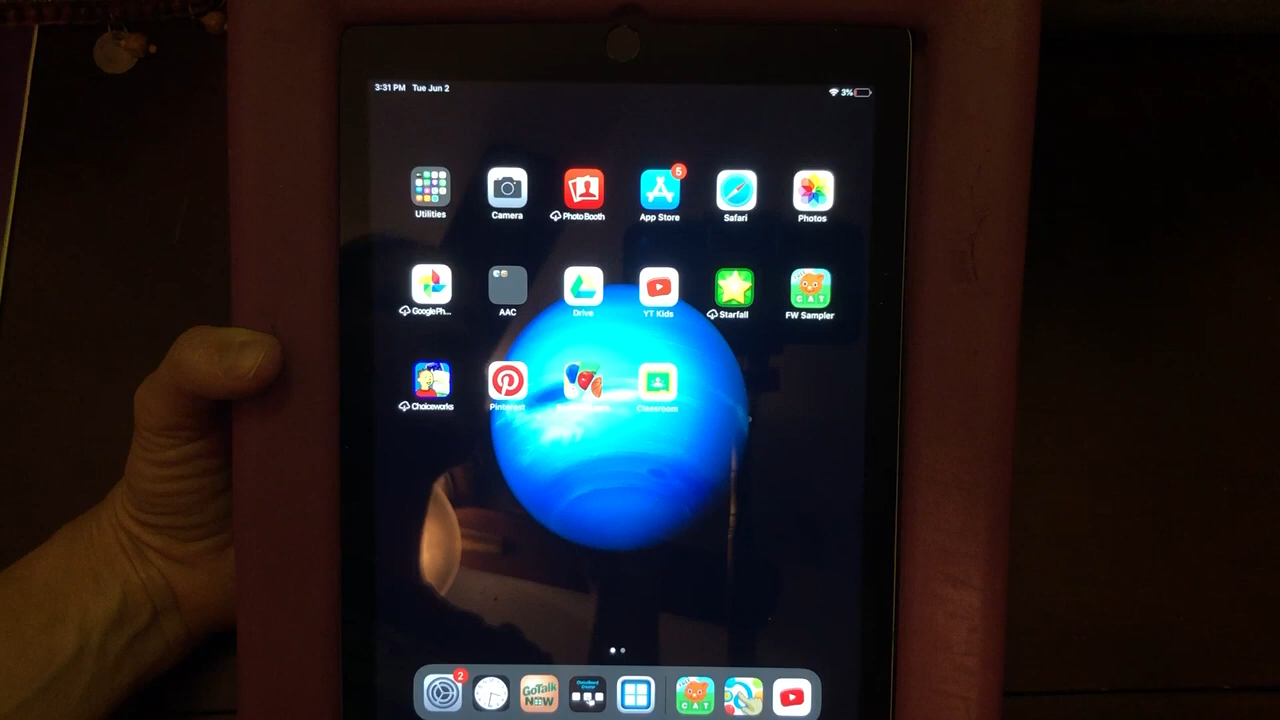 3:31 PM Tue Jun 2
3%
5
Utilities
Camera
Photo Booth
App Store
Safari
Photos
Google Ph...
AAC
Drive
YT Kids
Starfall
FW Sampler
CAT
Choiceworks
Pinterest
Classroom
2
GoTalk
NOW
CAT